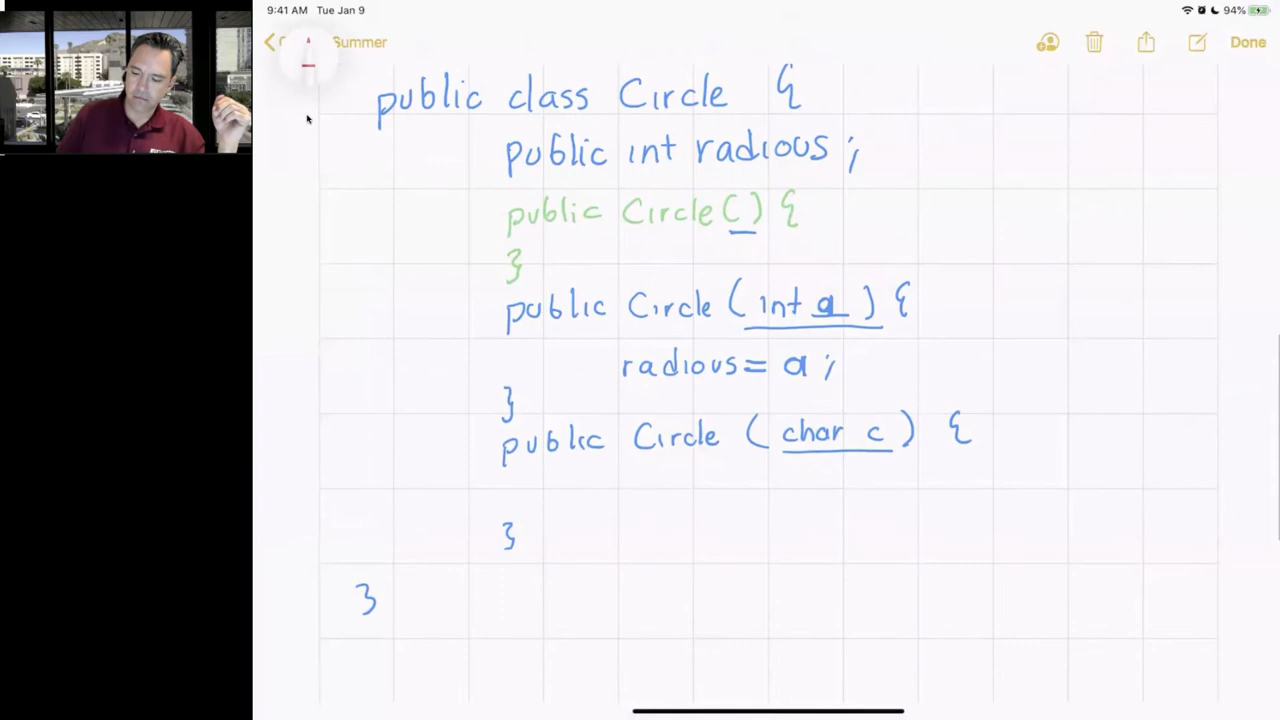 9:41 AM Tue Jan 9
94%
Summer
Done
public class Circle {
public int radious ;
public Circle ( ) {
}
public Circle ( int a ) {
radious = a ;
}
public Circle ( char c ) {
}
}